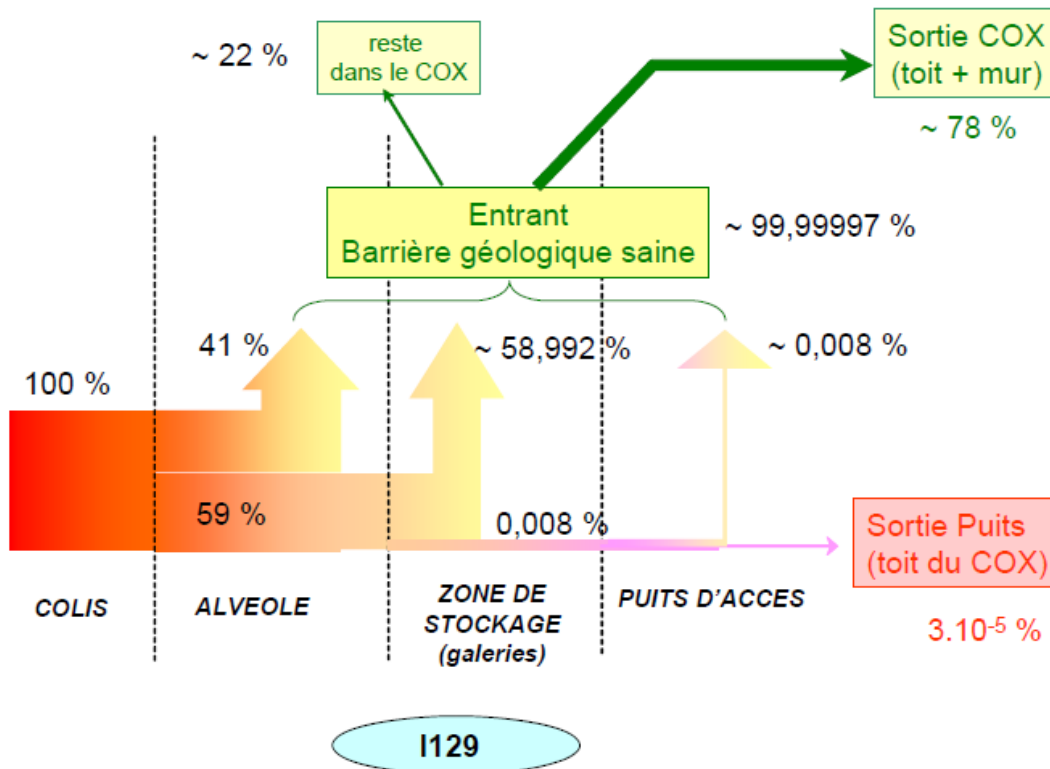 ~ 22 %
reste
dans le COX
Sortie COX
(toit + mur)
~ 78 %
Entrant
Barrière géologique saine
~ 99,99997 %
41 %
~ 58,992 %
~ 0,008 %
100 %
59 %
0,008 %
Sortie Puits
(toit du COX)
3.10⁻⁵ %
COLIS
ALVEOLE
ZONE DE
STOCKAGE
(galeries)
PUITS D'ACCES
I129